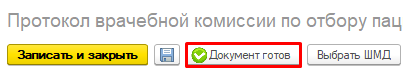 Протокол врачебной комиссии по отбору пац
Записать и закрыть Документ готов Выбрать ШМД